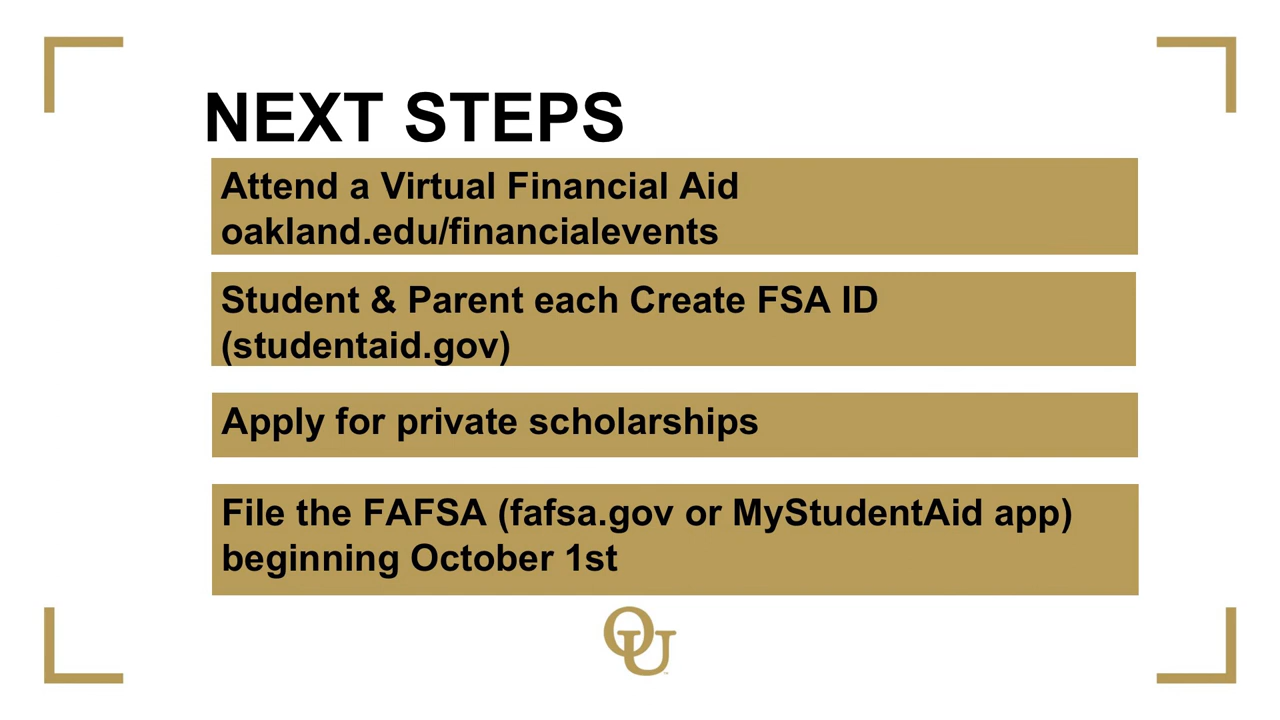 NEXT STEPS
Attend a Virtual Financial Aid
oakland.edu/financialevents
Student & Parent each Create FSA ID
(studentaid.gov)
Apply for private scholarships
File the FAFSA (fafsa.gov or MyStudentAid app)
beginning October 1st
OU